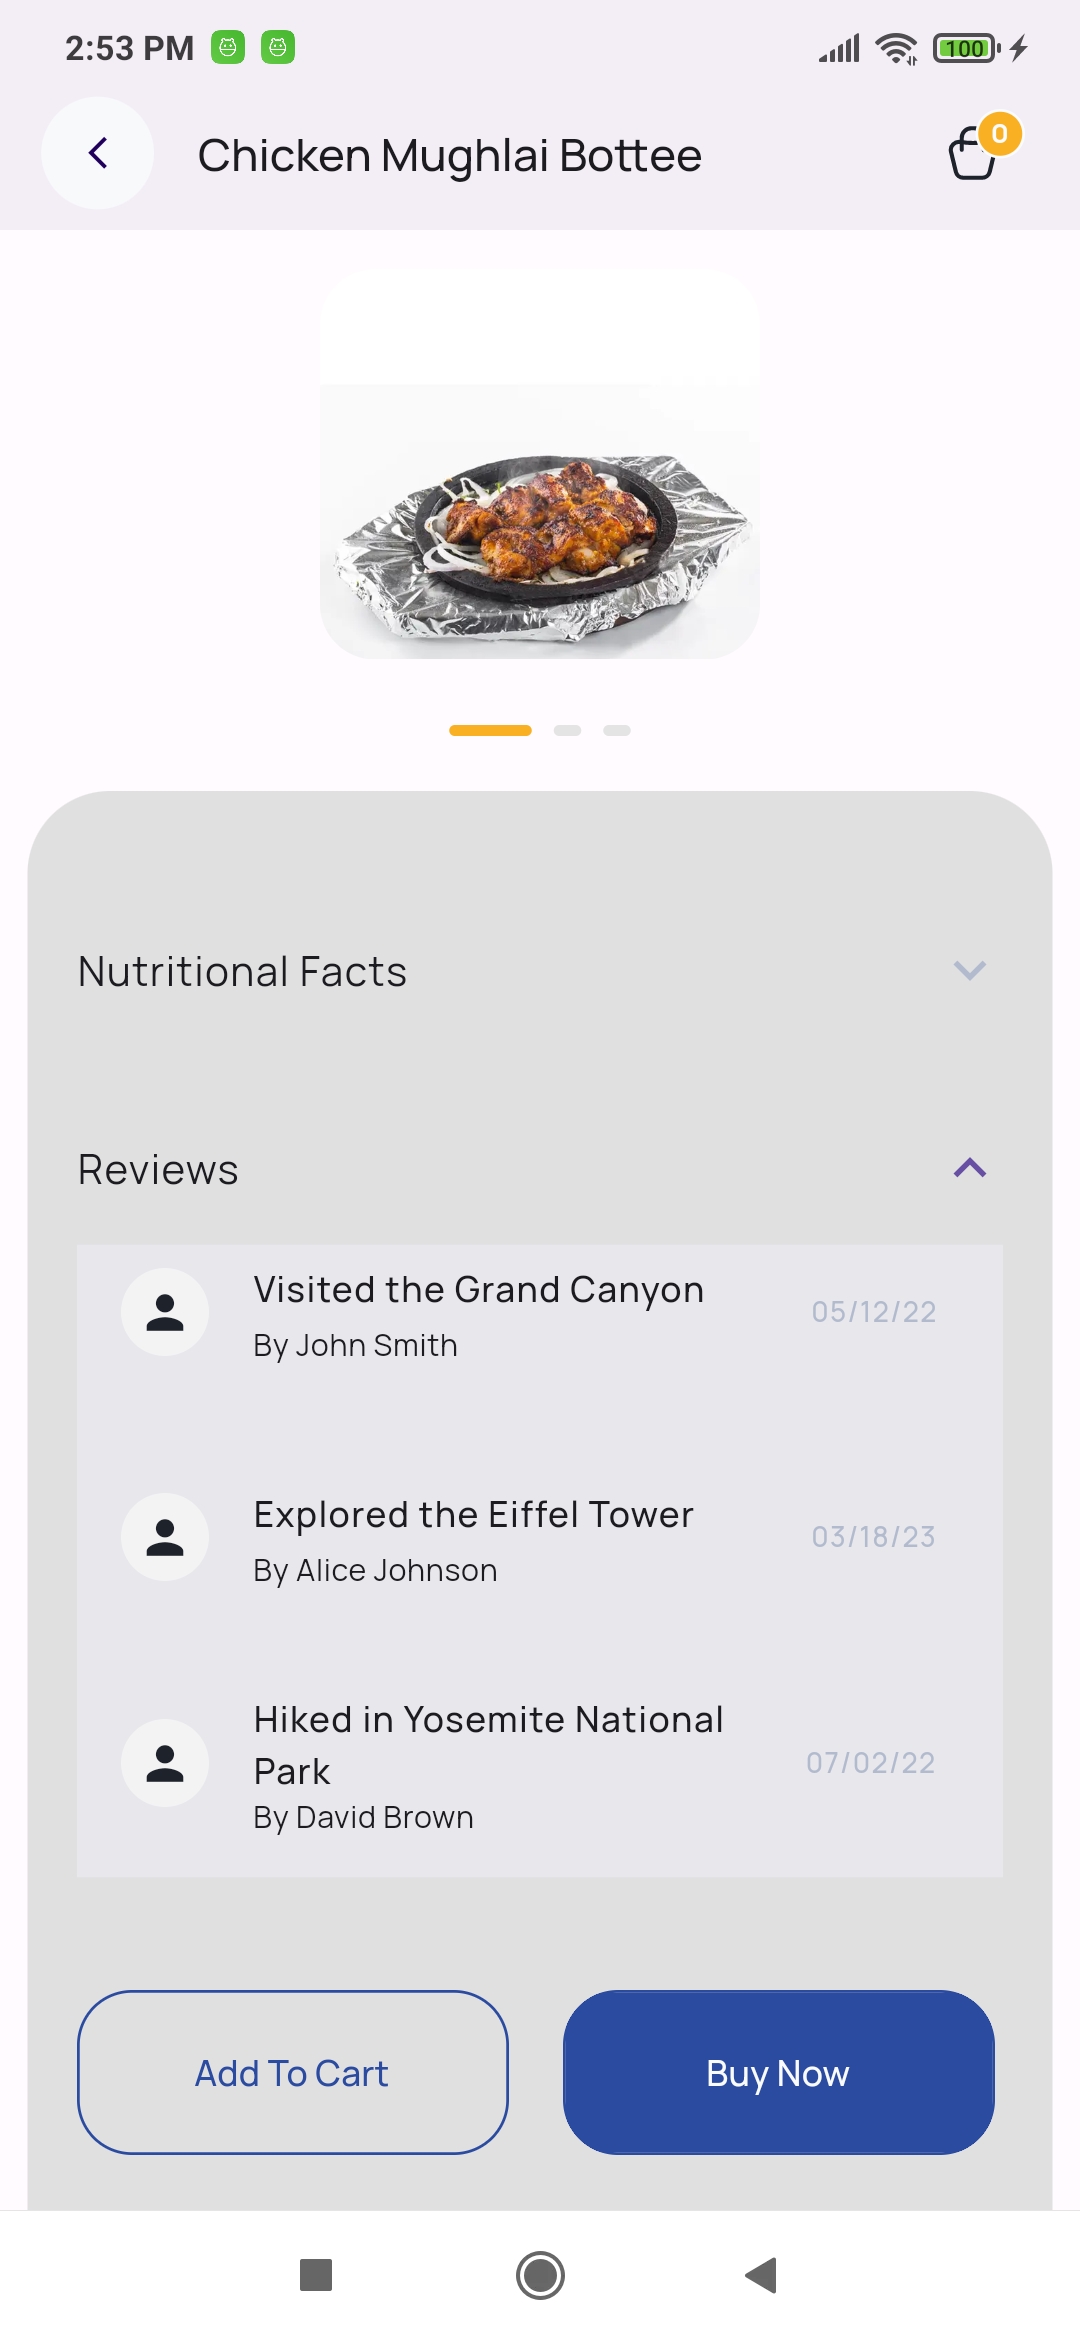 2:53 PM
100
Chicken Mughlai Bottee
0
Nutritional Facts
Reviews
Visited the Grand Canyon
By John Smith
05/12/22
Explored the Eiffel Tower
By Alice Johnson
03/18/23
Hiked in Yosemite National
Park
By David Brown
07/02/22
Add To Cart
Buy Now